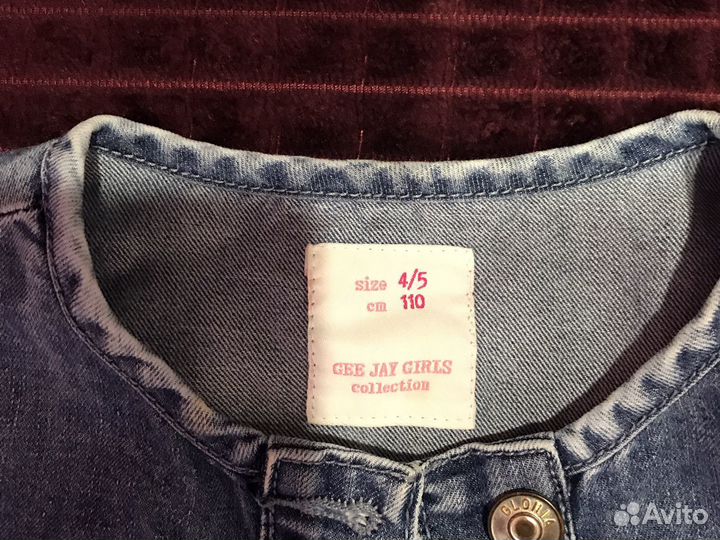 size 4/5
cm 110
GEE JAY GIRLS
collection
Avito